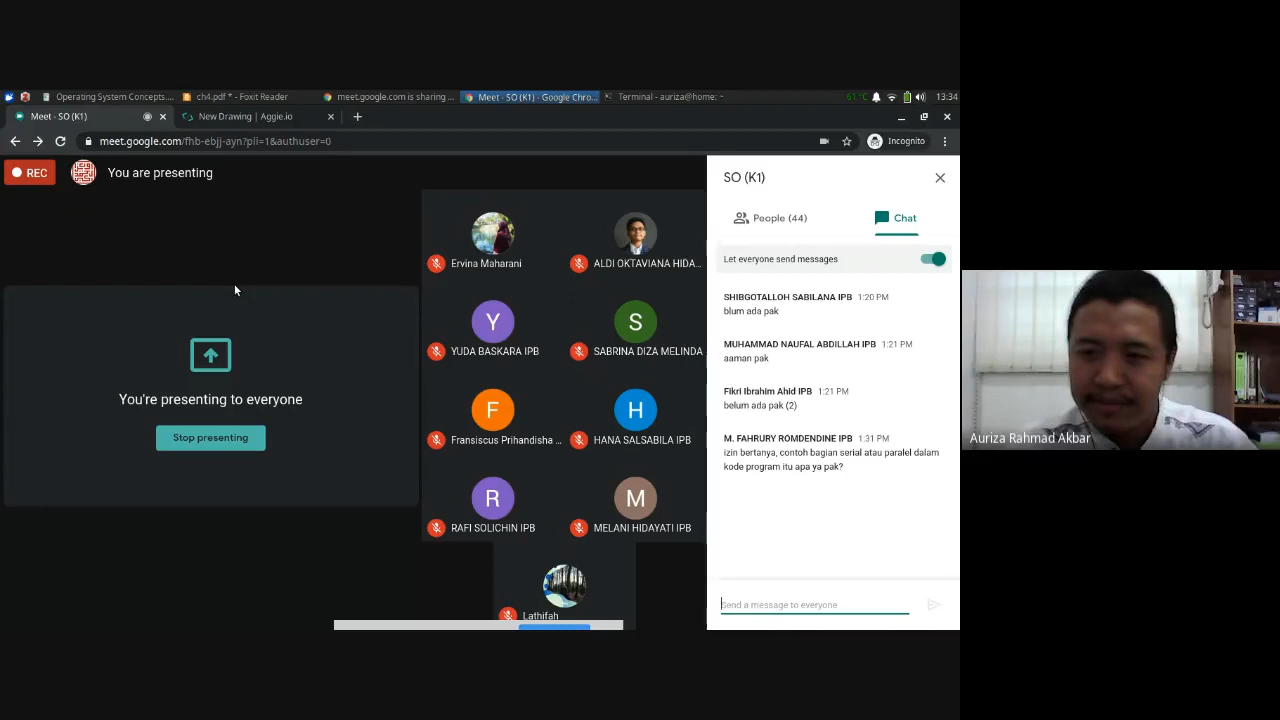 Operating System Concepts....
ch4.pdf * - Foxit Reader
meet.google.com is sharing ...
Meet - SO (K1) - Google Chro...
Terminal - auriza@home: ~
61°C
13:34
Meet - SO (K1)
New Drawing | Aggie.io
meet.google.com/fhb-ebjj-ayn?pli=1&authuser=0
Incognito
REC
You are presenting
SO (K1)
People (44)
Chat
Let everyone send messages
Ervina Maharani
ALDI OKTAVIANA HIDA...
Y
YUDA BASKARA IPB
S
SABRINA DIZA MELINDA
F
Fransiscus Prihandisha ...
H
HANA SALSABILA IPB
R
RAFI SOLICHIN IPB
M
MELANI HIDAYATI IPB
Lathifah
You're presenting to everyone
Stop presenting
SHIBGOTALLOH SABILANA IPB 1:20 PM
blum ada pak
MUHAMMAD NAUFAL ABDILLAH IPB 1:21 PM
aaman pak
Fikri Ibrahim Ahid IPB 1:21 PM
belum ada pak (2)
M. FAHRURY ROMDENDINE IPB 1:31 PM
izin bertanya, contoh bagian serial atau paralel dalam
kode program itu apa ya pak?
Send a message to everyone
Auriza Rahmad Akbar